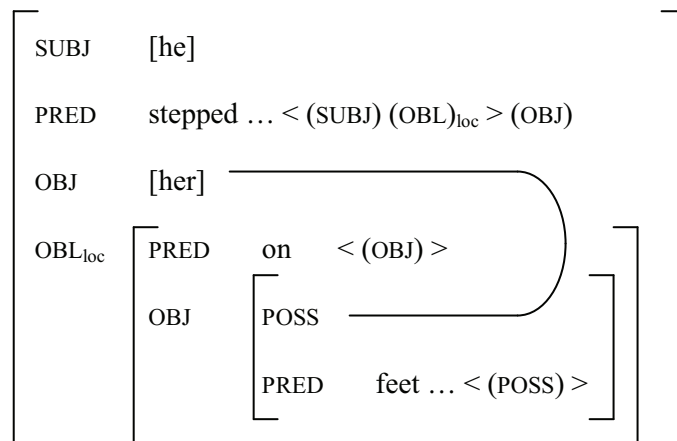 SUBJ [he]
PRED stepped … < (SUBJ) (OBL)loc > (OBJ)
OBJ [her]
OBLloc PRED on < (OBJ) >
OBJ POSS
PRED feet … < (POSS) >